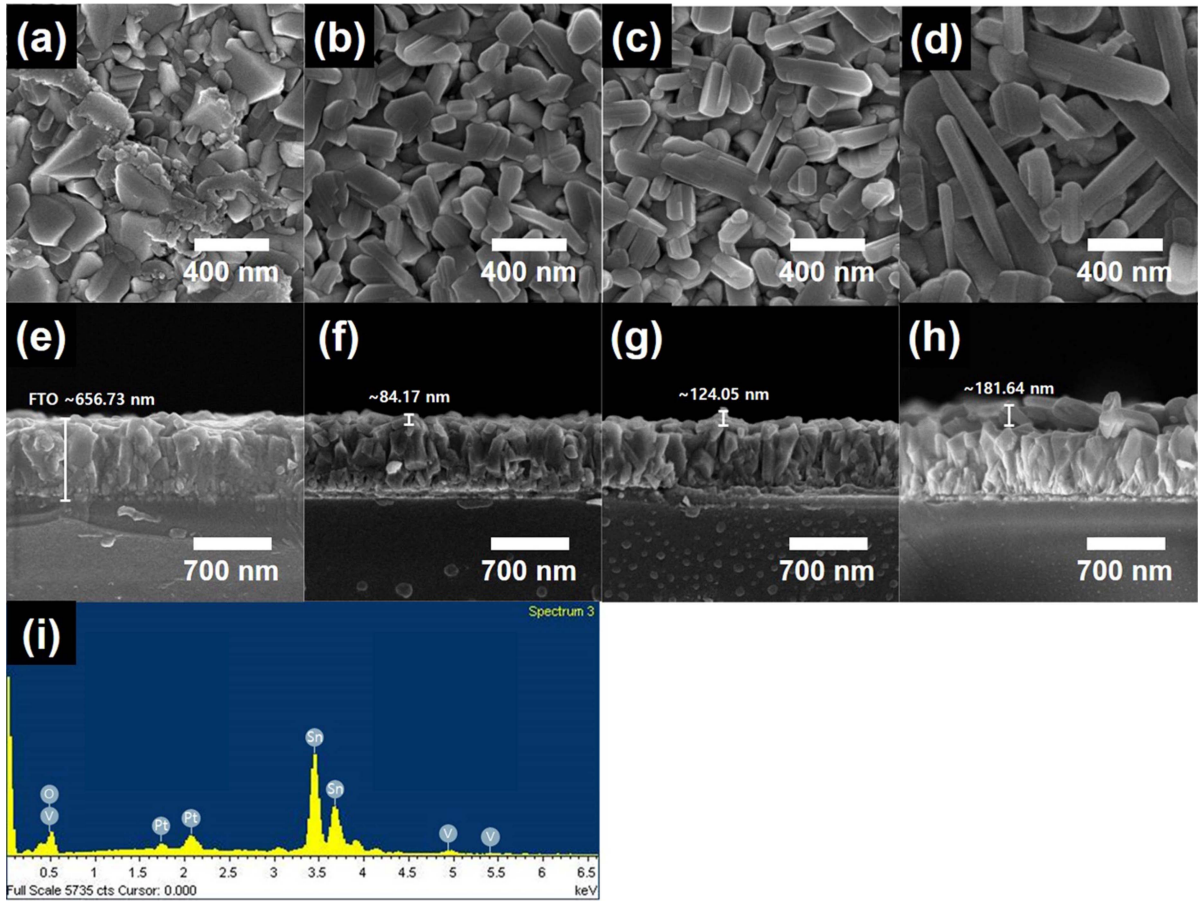 (a) (b) (c) (d)
400 nm 400 nm 400 nm 400 nm
(e) (f) (g) (h)
FTO ~656.73 nm ~84.17 nm ~124.05 nm ~181.64 nm
700 nm 700 nm 700 nm 700 nm
(i)
Spectrum 3
Sn
O Sn
V Pt Pt V V
0.5 1 1.5 2 2.5 3 3.5 4 4.5 5 5.5 6 6.5
Full Scale 5735 cts Cursor: 0.000 keV